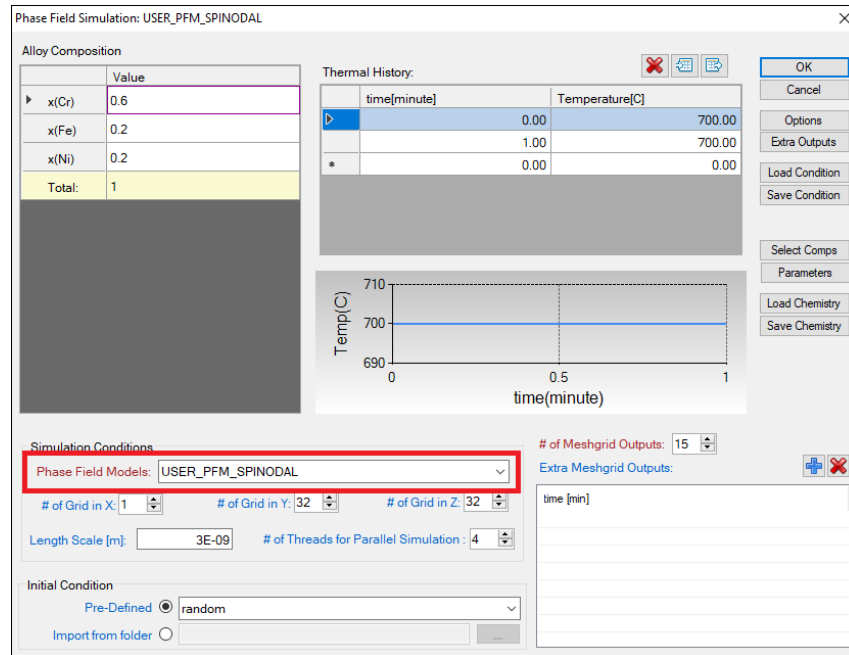 Phase Field Simulation: USER_PFM_SPINODAL
Alloy Composition
Value
x(Cr) 0.6
x(Fe) 0.2
x(Ni) 0.2
Total: 1
Thermal History:
time[minute] Temperature[C]
0.00 700.00
1.00 700.00
* 0.00 0.00
710
700
690
Temp(C)
0 0.5 1
time(minute)
OK
Cancel
Options
Extra Outputs
Load Condition
Save Condition
Select Comps
Parameters
Load Chemistry
Save Chemistry
Simulation Conditions
Phase Field Models: USER_PFM_SPINODAL
# of Grid in X: 1 # of Grid in Y: 32 # of Grid in Z: 32
Length Scale [m]: 3E-09 # of Threads for Parallel Simulation : 4
Initial Condition
Pre-Defined random
Import from folder ...
# of Meshgrid Outputs: 15
Extra Meshgrid Outputs:
time [min]